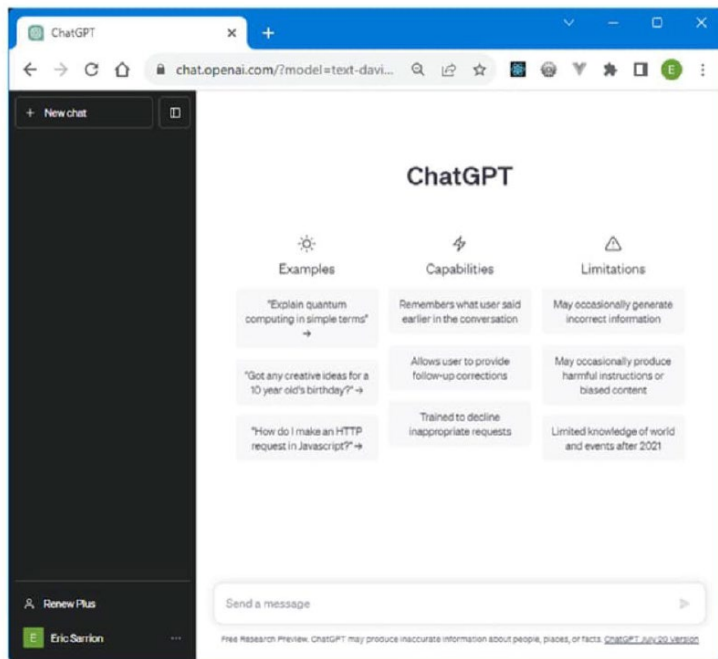 ChatGPT
chat.openai.com/?model=text-davi...
E
+ New chat
ChatGPT
Examples
Capabilities
Limitations
"Explain quantum
computing in simple terms"
→
Remembers what user said
earlier in the conversation
May occasionally generate
incorrect information
"Got any creative ideas for a
10 year old's birthday?" →
Allows user to provide
follow-up corrections
May occasionally produce
harmful instructions or
biased content
"How do I make an HTTP
request in Javascript?" →
Trained to decline
inappropriate requests
Limited knowledge of world
and events after 2021
Renew Plus
E Eric Sarrion ...
Send a message
Free Research Preview. ChatGPT may produce inaccurate information about people, places, or facts. ChatGPT July 20 Version